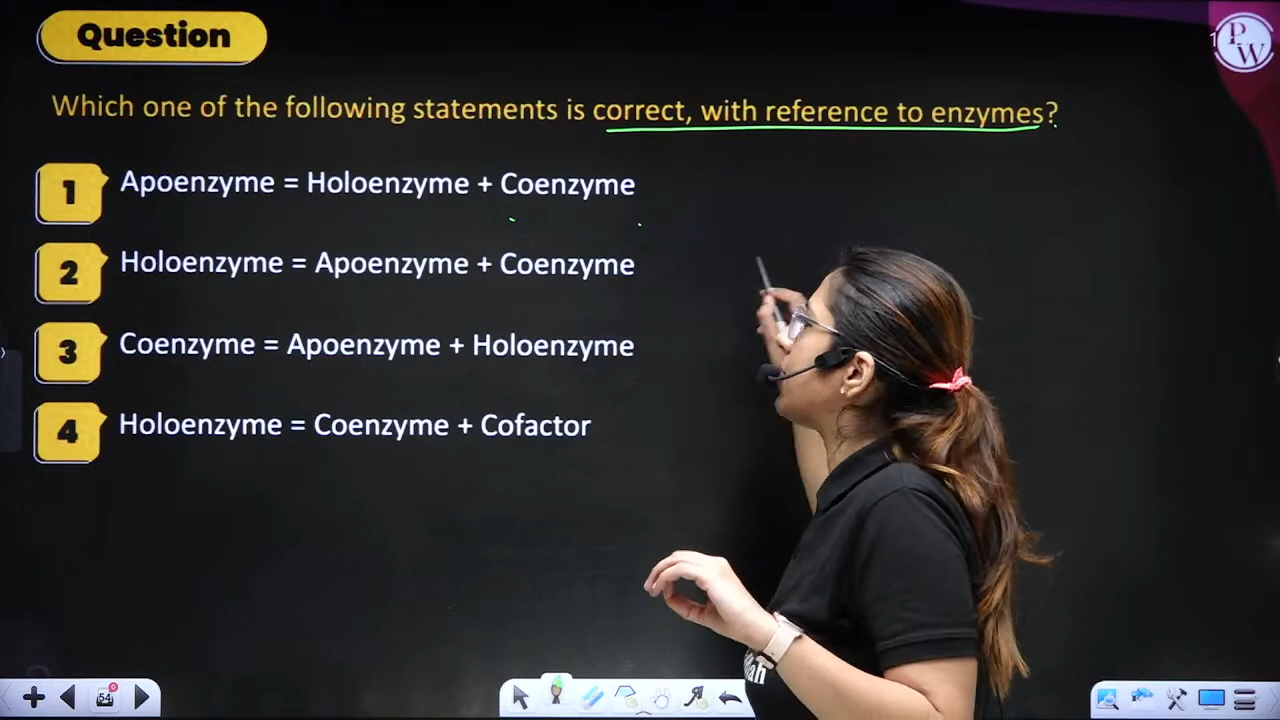 Question
PW
Which one of the following statements is correct, with reference to enzymes?
1 Apoenzyme = Holoenzyme + Coenzyme
2 Holoenzyme = Apoenzyme + Coenzyme
3 Coenzyme = Apoenzyme + Holoenzyme
4 Holoenzyme = Coenzyme + Cofactor
54